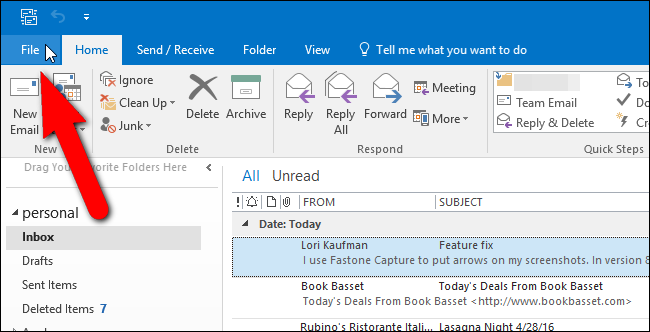 File Home Send / Receive Folder View Tell me what you want to do
New Email
Ignore
Clean Up
Junk
Delete
Archive
Reply
Reply All
Forward
Meeting
More
Team Email
Reply & Delete
To
Do
Cr
New Delete Respond Quick Steps
Drag Yo Favorite Folders Here
personal
Inbox
Drafts
Sent Items
Deleted Items 7
All Unread
! FROM SUBJECT
Date: Today
Lori Kaufman Feature fix
I use Fastone Capture to put arrows on my screenshots. In version 8
Book Basset Today's Deals From Book Basset
Today's Deals From Book Basset <http://www.bookbasset.com>
Rubino's Ristorante Itali... Lasagna Night 4/28/16